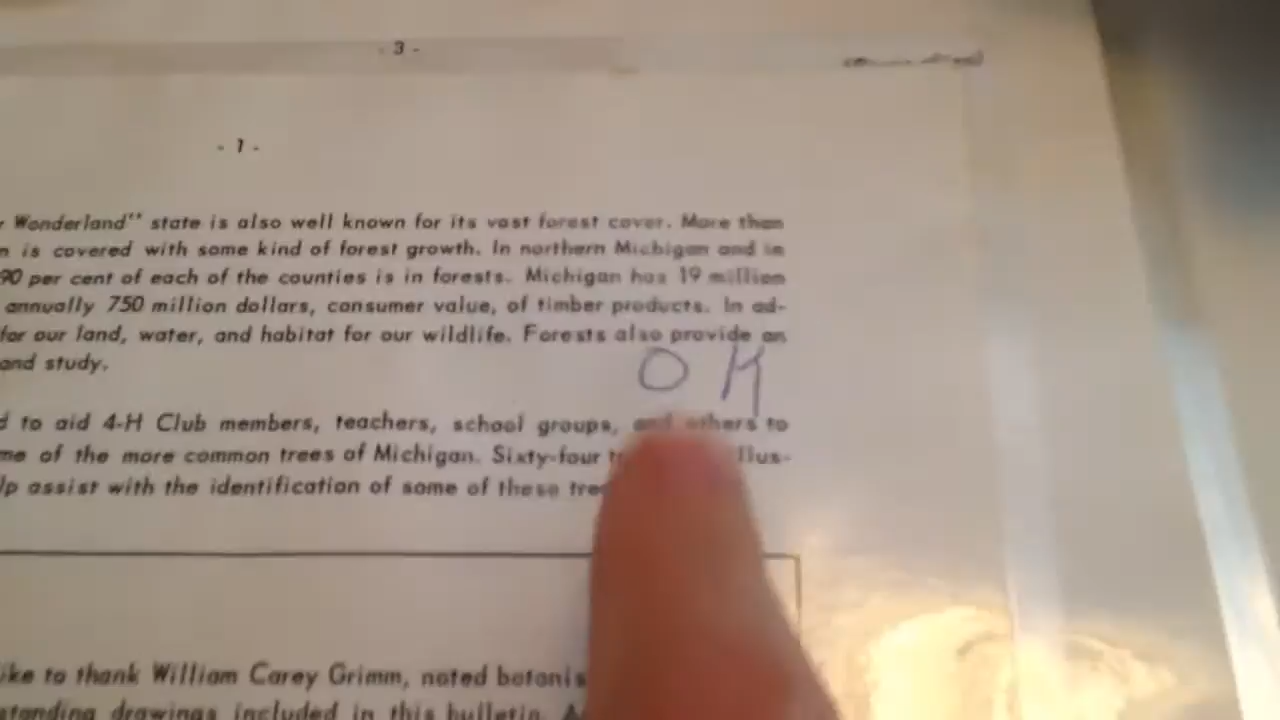 - 3 -
- 1 -
Wonderland" state is also well known for its vast forest cover. More than
is covered with some kind of forest growth. In northern Michigan and in
90 per cent of each of the counties is in forests. Michigan has 19 million
annually 750 million dollars, consumer value, of timber products. In ad-
for our land, water, and habitat for our wildlife. Forests also provide an
and study.
O K
to aid 4-H Club members, teachers, school groups, and others to
of the more common trees of Michigan. Sixty-four
assist with the identification of some of these
to thank William Carey Grimm, noted
drawings included in this bulletin.